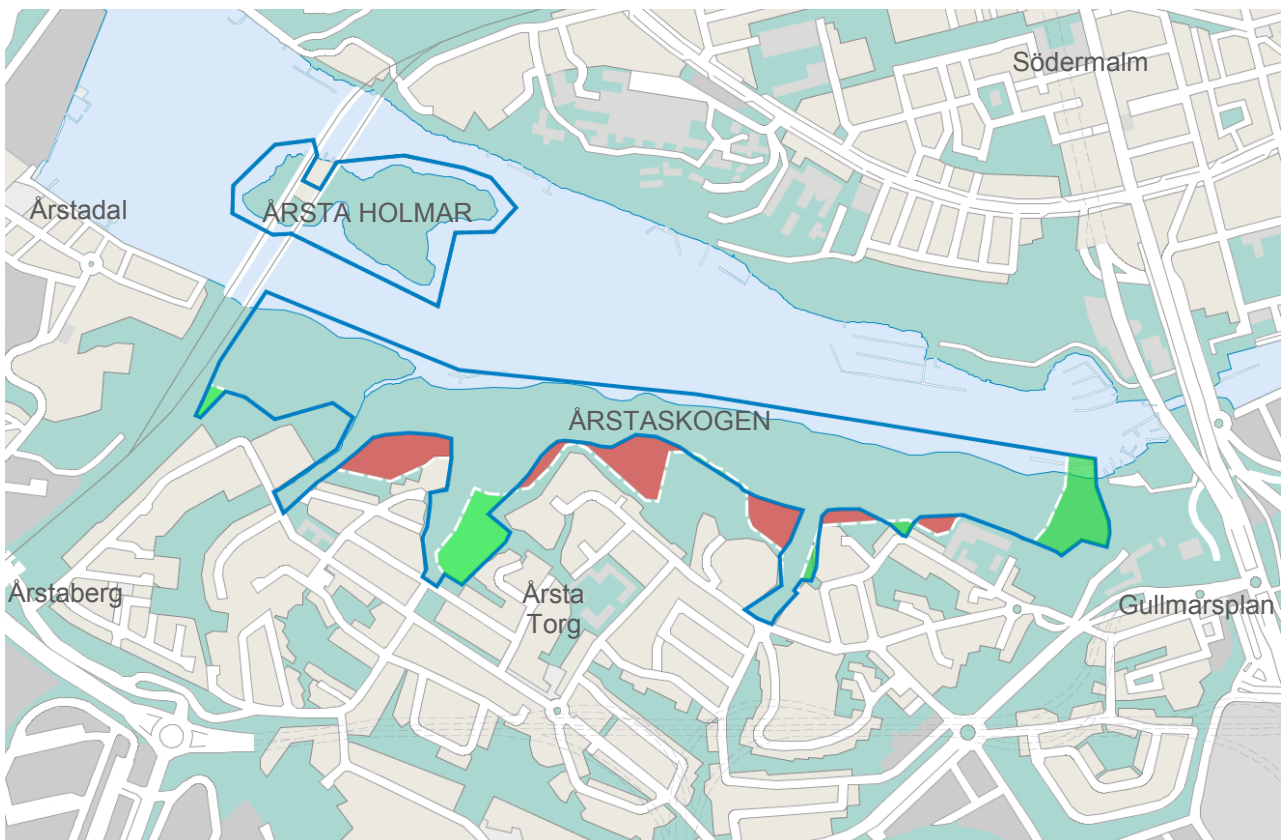 Södermalm
Årstadal
ÅRSTA HOLMAR
ÅRSTASKOGEN
Årstaberg
Årsta
Torg
Gullmarsplan